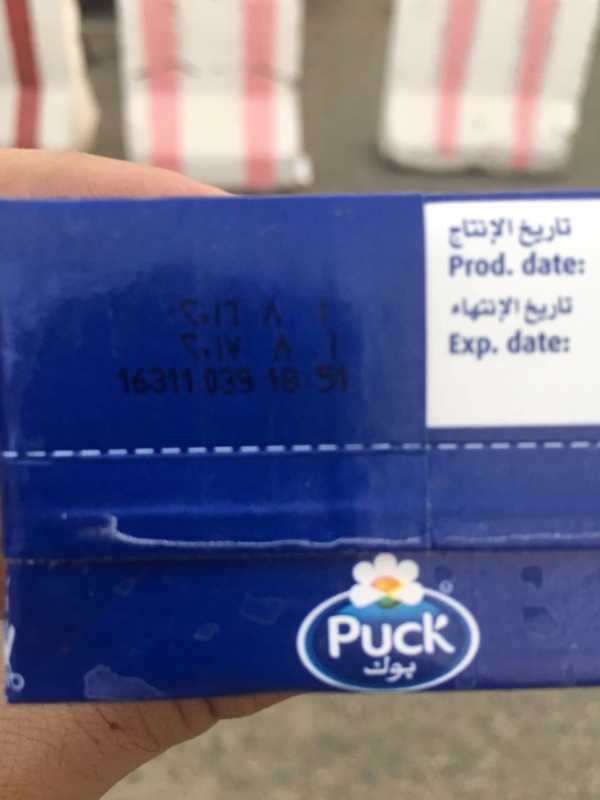 تاريخ الإنتاج
Prod. date:
تاريخ الإنتهاء
Exp. date:
١ ٨ ٢٠١٦
١ ٨ ٢٠١٧
16311 039 18:51
Puck
بوك